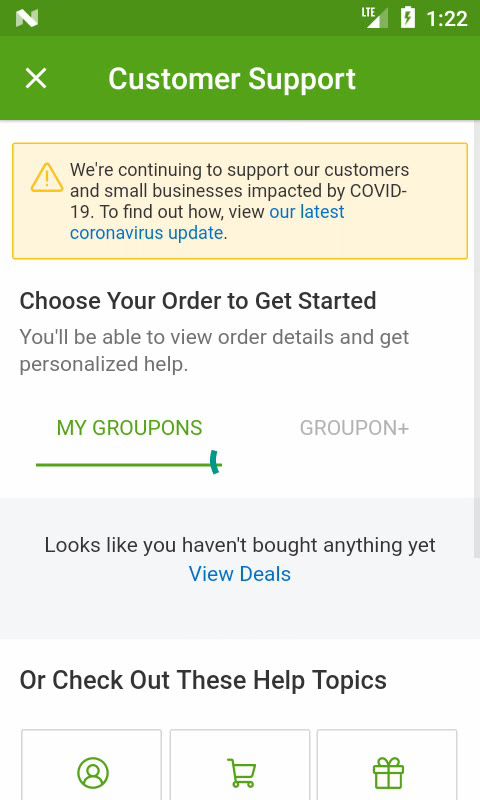 LTE 1:22
Customer Support
We're continuing to support our customers
and small businesses impacted by COVID-
19. To find out how, view our latest
coronavirus update.
Choose Your Order to Get Started
You'll be able to view order details and get
personalized help.
MY GROUPONS GROUPON+
Looks like you haven't bought anything yet
View Deals
Or Check Out These Help Topics